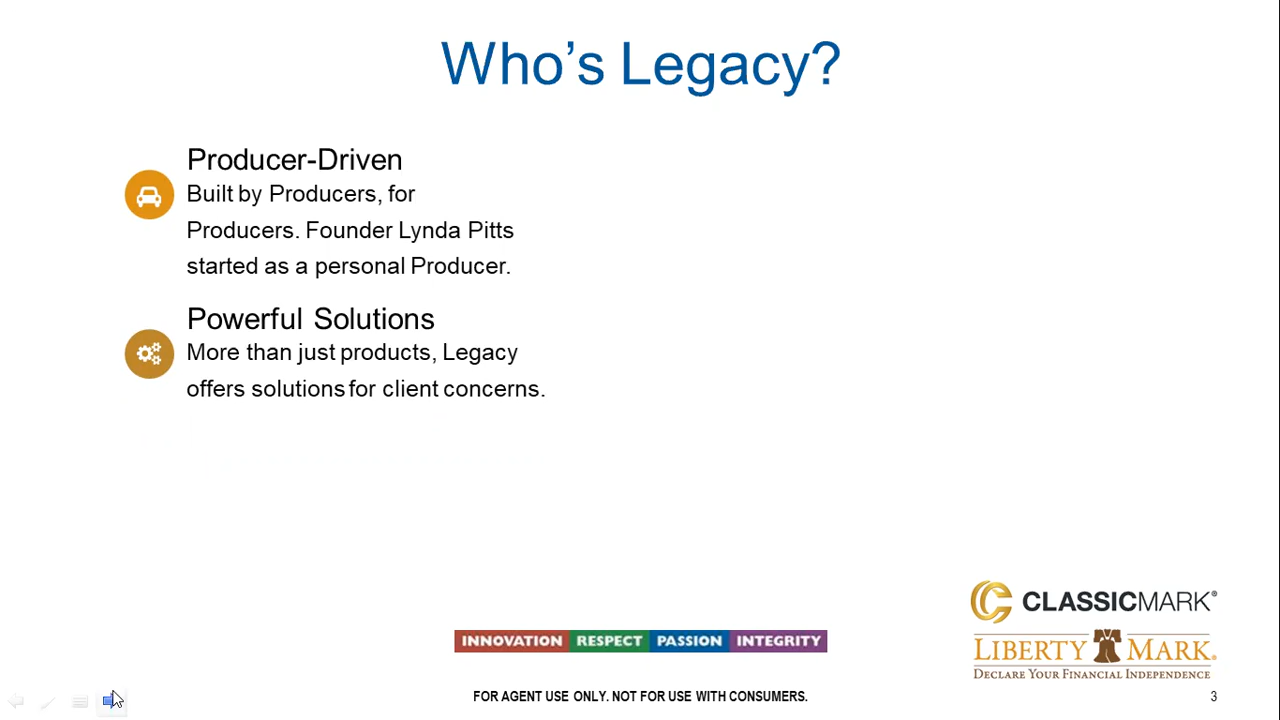 Who’s Legacy?
Producer-Driven
Built by Producers, for
Producers. Founder Lynda Pitts
started as a personal Producer.
Powerful Solutions
More than just products, Legacy
offers solutions for client concerns.
CLASSICMARK®
INNOVATION RESPECT PASSION INTEGRITY
LIBERTY MARK®
DECLARE YOUR FINANCIAL INDEPENDENCE
FOR AGENT USE ONLY. NOT FOR USE WITH CONSUMERS.
3